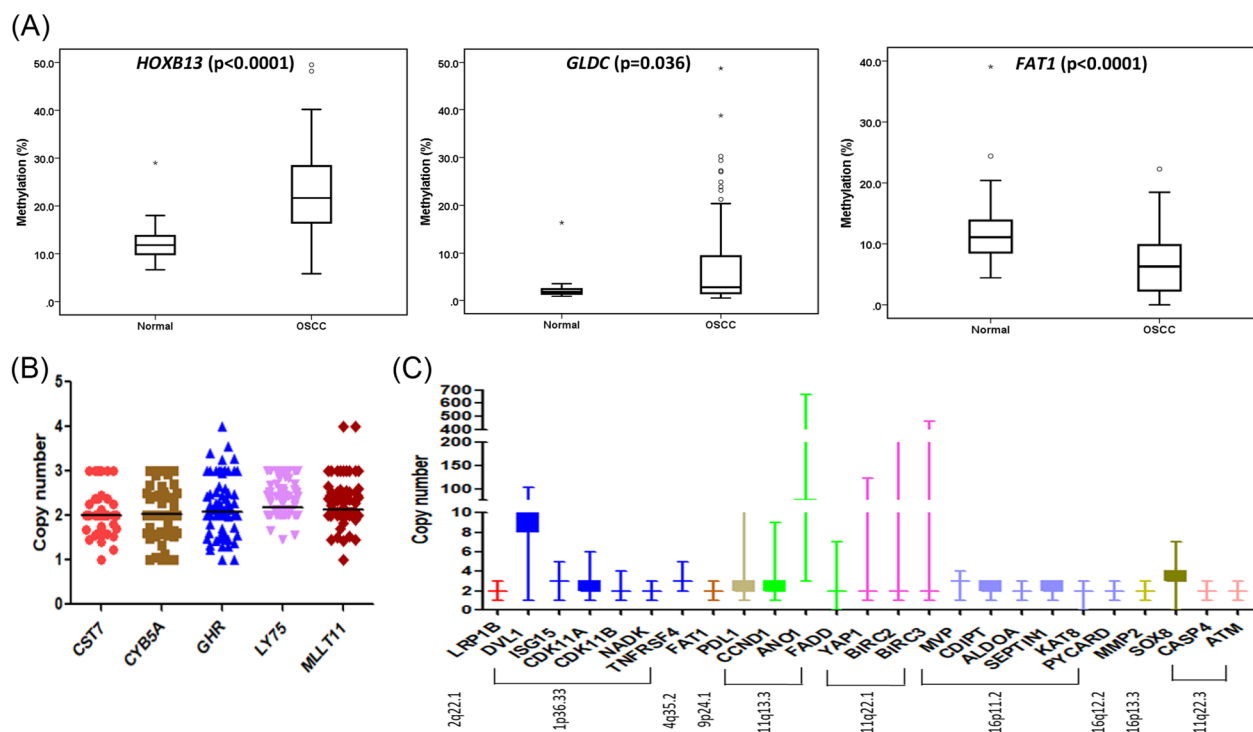 (A)
HOXB13 (p<0.0001)
Methylation (%)
50.0
40.0
30.0
20.0
10.0
.0
Normal
OSCC
GLDC (p=0.036)
Methylation (%)
50.0
40.0
30.0
20.0
10.0
.0
Normal
OSCC
FAT1 (p<0.0001)
Methylation (%)
40.0
30.0
20.0
10.0
.0
Normal
OSCC
(B)
Copy number
5
4
3
2
1
0
CST7
CYB5A
GHR
LY75
MLLT11
(C)
Copy number
700
600
500
400
300
200
150
100
50
10
8
6
4
2
0
LRP1B
DVL1
ISG15
CDK11A
CDK11B
NADK
TNFRSF4
FAT1
PDL1
CCND1
ANO1
FADD
YAP1
BIRC2
BIRC3
MVP
CDIPT
ALDOA
SEPTIN1
KAT8
PYCARD
MMP2
SOX8
CASP4
ATM
2q22.1
1p36.33
4q35.2
9p24.1
11q13.3
11q22.1
16p11.2
16q12.2
16p13.3
11q22.3